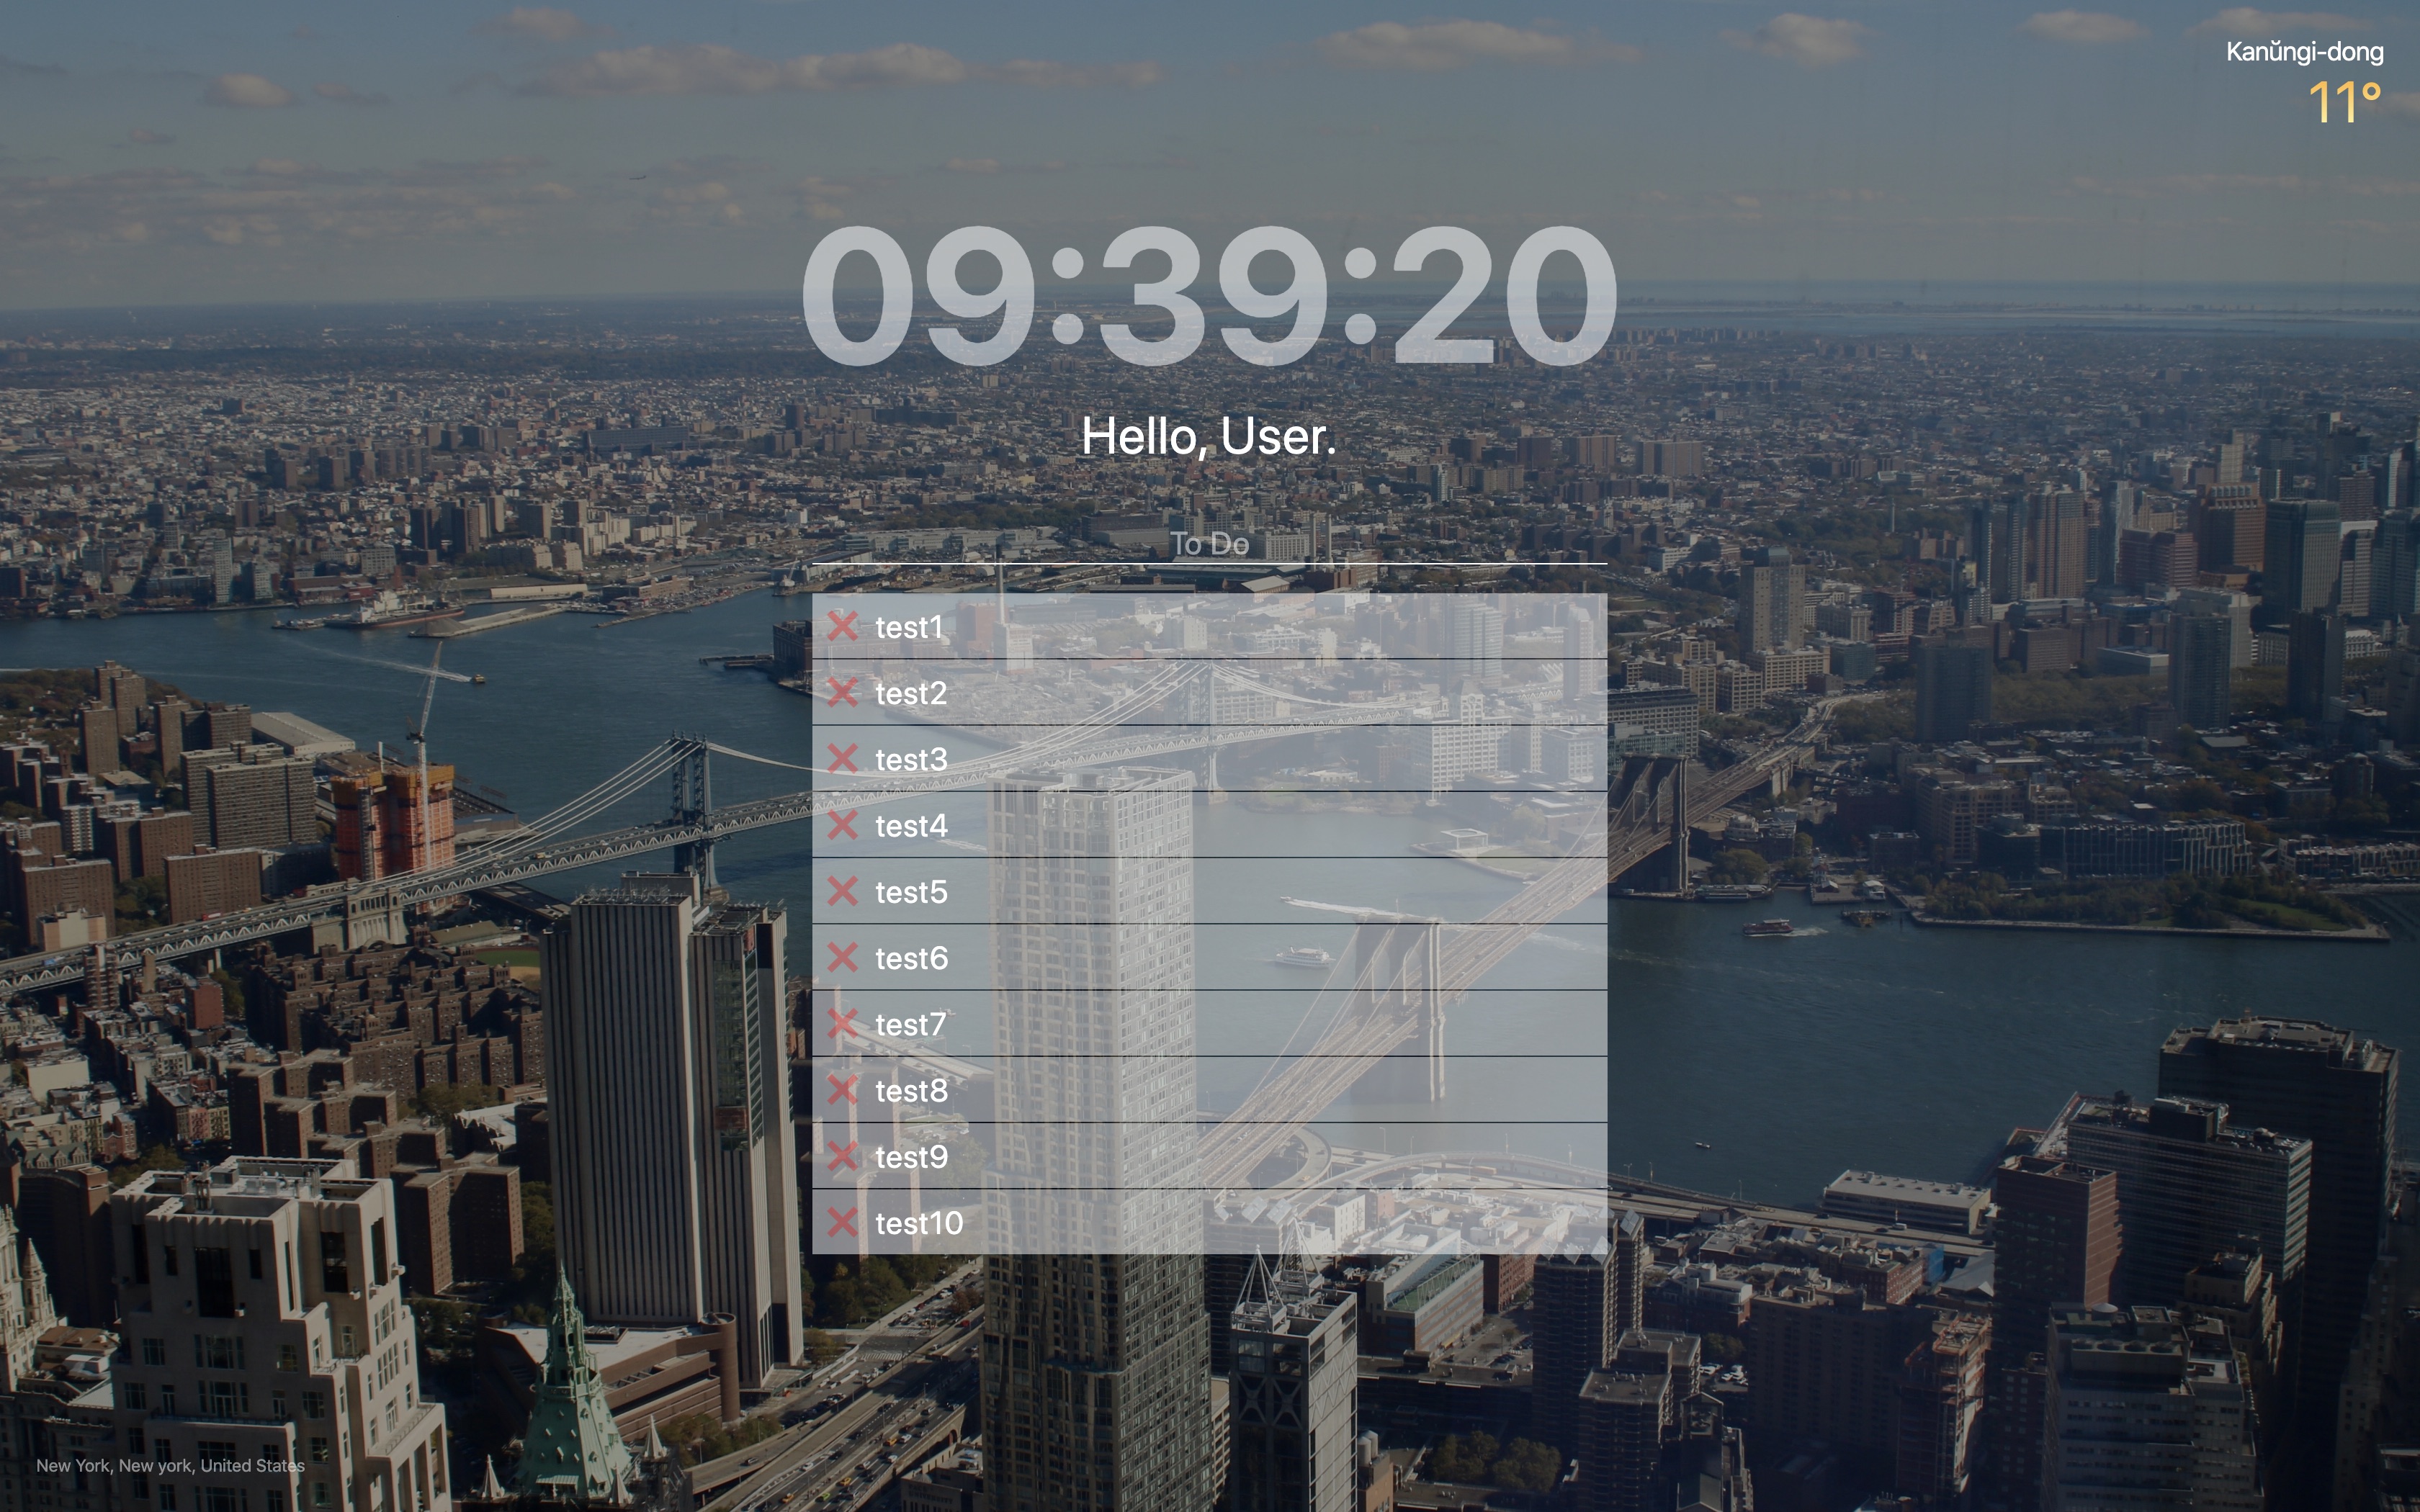 Kanŭngi-dong
11°
09:39:20
Hello, User.
To Do
❌ test1
❌ test2
❌ test3
❌ test4
❌ test5
❌ test6
❌ test7
❌ test8
❌ test9
❌ test10
New York, New york, United States